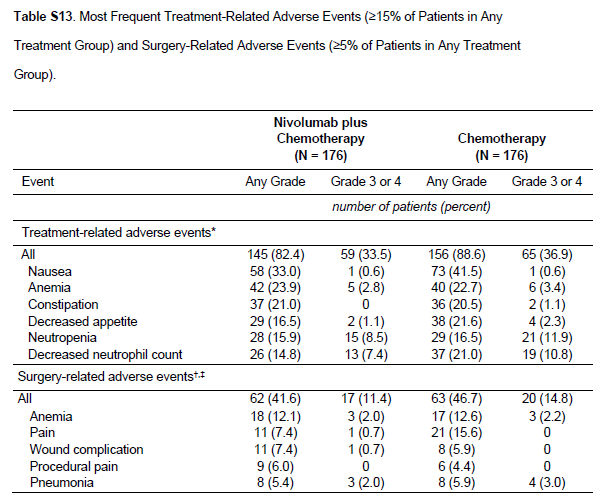 Table S13. Most Frequent Treatment-Related Adverse Events (≥15% of Patients in Any
Treatment Group) and Surgery-Related Adverse Events (≥5% of Patients in Any Treatment
Group).
Nivolumab plus
Chemotherapy
(N = 176)
Chemotherapy
(N = 176)
Event Any Grade Grade 3 or 4 Any Grade Grade 3 or 4
number of patients (percent)
Treatment-related adverse events*
All 145 (82.4) 59 (33.5) 156 (88.6) 65 (36.9)
Nausea 58 (33.0) 1 (0.6) 73 (41.5) 1 (0.6)
Anemia 42 (23.9) 5 (2.8) 40 (22.7) 6 (3.4)
Constipation 37 (21.0) 0 36 (20.5) 2 (1.1)
Decreased appetite 29 (16.5) 2 (1.1) 38 (21.6) 4 (2.3)
Neutropenia 28 (15.9) 15 (8.5) 29 (16.5) 21 (11.9)
Decreased neutrophil count 26 (14.8) 13 (7.4) 37 (21.0) 19 (10.8)
Surgery-related adverse events†,‡
All 62 (41.6) 17 (11.4) 63 (46.7) 20 (14.8)
Anemia 18 (12.1) 3 (2.0) 17 (12.6) 3 (2.2)
Pain 11 (7.4) 1 (0.7) 21 (15.6) 0
Wound complication 11 (7.4) 1 (0.7) 8 (5.9) 0
Procedural pain 9 (6.0) 0 6 (4.4) 0
Pneumonia 8 (5.4) 3 (2.0) 8 (5.9) 4 (3.0)